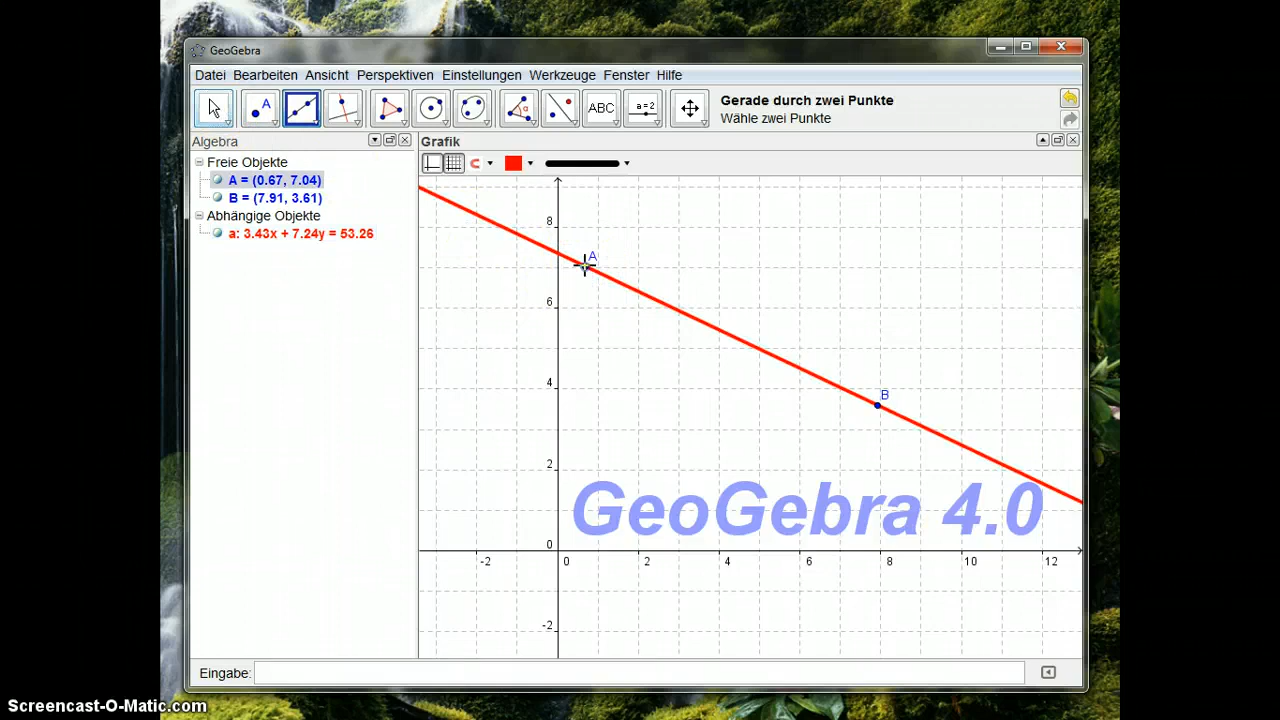 GeoGebra
Datei Bearbeiten Ansicht Perspektiven Einstellungen Werkzeuge Fenster Hilfe
A
α
ABC
a=2
Gerade durch zwei Punkte
Wähle zwei Punkte
Algebra
Grafik
Freie Objekte
A = (0.67, 7.04)
B = (7.91, 3.61)
Abhängige Objekte
a: 3.43x + 7.24y = 53.26
8
A
6
4
B
2
GeoGebra 4.0
0
-2 0 2 4 6 8 10 12
-2
Eingabe:
Screencast-O-Matic.com